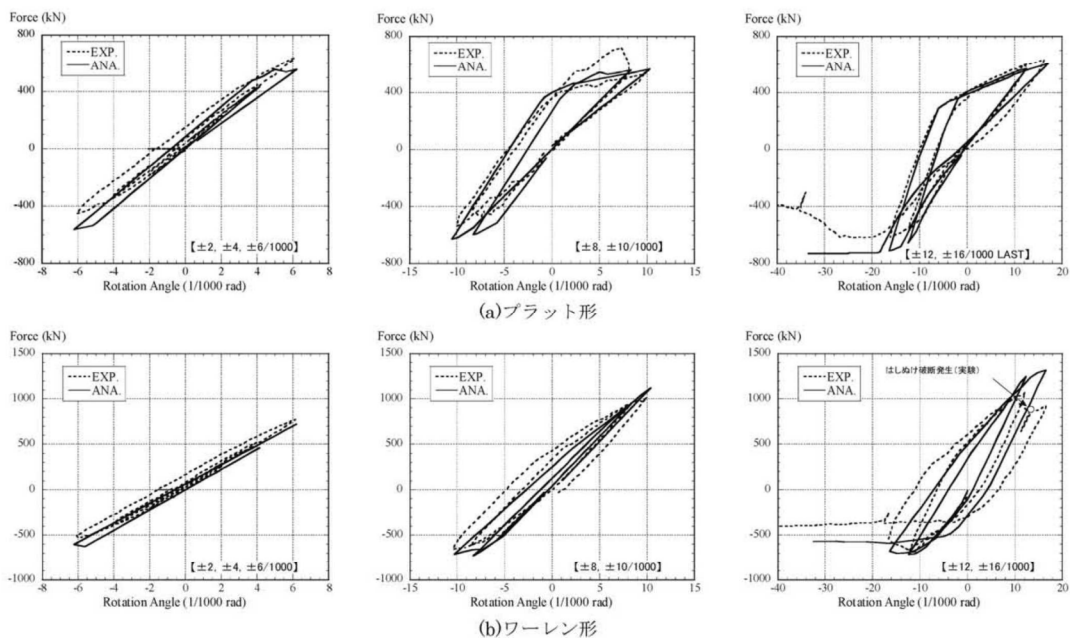 Force (kN)
800
400
0
-400
-800
EXP.
ANA.
【±2, ±4, ±6/1000】
-8 -6 -4 -2 0 2 4 6 8
Rotation Angle (1/1000 rad)
Force (kN)
800
400
0
-400
-800
EXP.
ANA.
【±8, ±10/1000】
-15 -10 -5 0 5 10 15
Rotation Angle (1/1000 rad)
Force (kN)
800
400
0
-400
-800
EXP.
ANA.
【±12, ±16/1000 LAST】
-40 -30 -20 -10 0 10 20
Rotation Angle (1/1000 rad)
(a)プラット形
Force (kN)
1500
1000
500
0
-500
-1000
EXP.
ANA.
【±2, ±4, ±6/1000】
-8 -6 -4 -2 0 2 4 6 8
Rotation Angle (1/1000 rad)
Force (kN)
1500
1000
500
0
-500
-1000
EXP.
ANA.
【±8, ±10/1000】
-15 -10 -5 0 5 10 15
Rotation Angle (1/1000 rad)
Force (kN)
1500
1000
500
0
-500
-1000
EXP.
ANA.
はしぬけ破断発生(実験)
【±12, ±16/1000】
-40 -30 -20 -10 0 10 20
Rotation Angle (1/1000 rad)
(b)ワーレン形